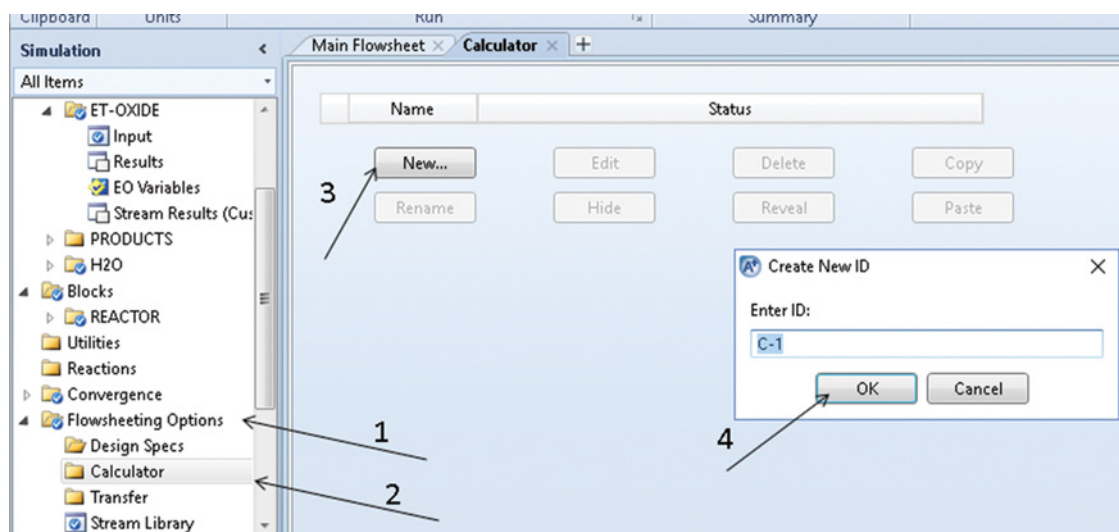 Clipboard Units Run Summary
Simulation
All Items
ET-OXIDE
Input
Results
EO Variables
Stream Results (Cus
PRODUCTS
H2O
Blocks
REACTOR
Utilities
Reactions
Convergence
Flowsheeting Options
Design Specs
Calculator
Transfer
Stream Library
Main Flowsheet Calculator
Name Status
New... Edit Delete Copy
Rename Hide Reveal Paste
3
Create New ID
Enter ID:
C-1
OK Cancel
1
2
4